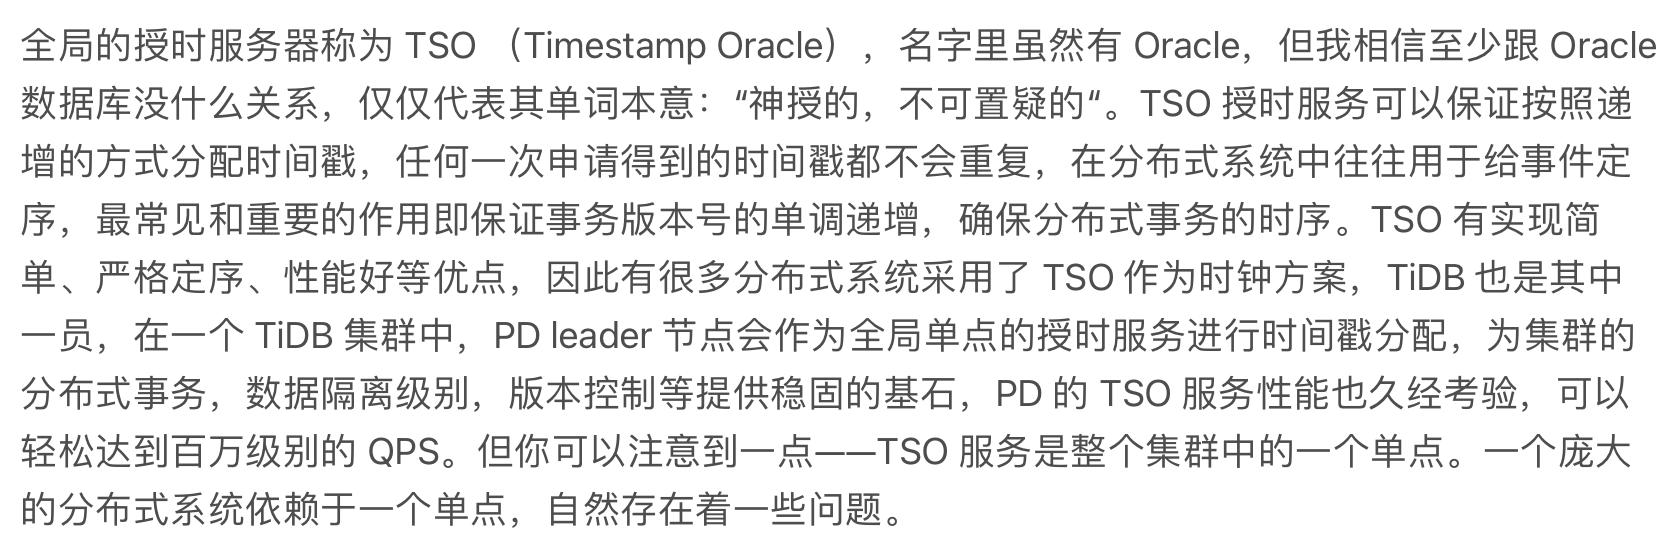 全局的授时服务器称为 TSO （Timestamp Oracle），名字里虽然有 Oracle，但我相信至少跟 Oracle
数据库没什么关系，仅仅代表其单词本意：“神授的，不可置疑的“。TSO 授时服务可以保证按照递
增的方式分配时间戳，任何一次申请得到的时间戳都不会重复，在分布式系统中往往用于给事件定
序，最常见和重要的作用即保证事务版本号的单调递增，确保分布式事务的时序。TSO 有实现简
单、严格定序、性能好等优点，因此有很多分布式系统采用了 TSO 作为时钟方案，TiDB 也是其中
一员，在一个 TiDB 集群中，PD leader 节点会作为全局单点的授时服务进行时间戳分配，为集群的
分布式事务，数据隔离级别，版本控制等提供稳固的基石，PD 的 TSO 服务性能也久经考验，可以
轻松达到百万级别的 QPS。但你可以注意到一点——TSO 服务是整个集群中的一个单点。一个庞大
的分布式系统依赖于一个单点，自然存在着一些问题。